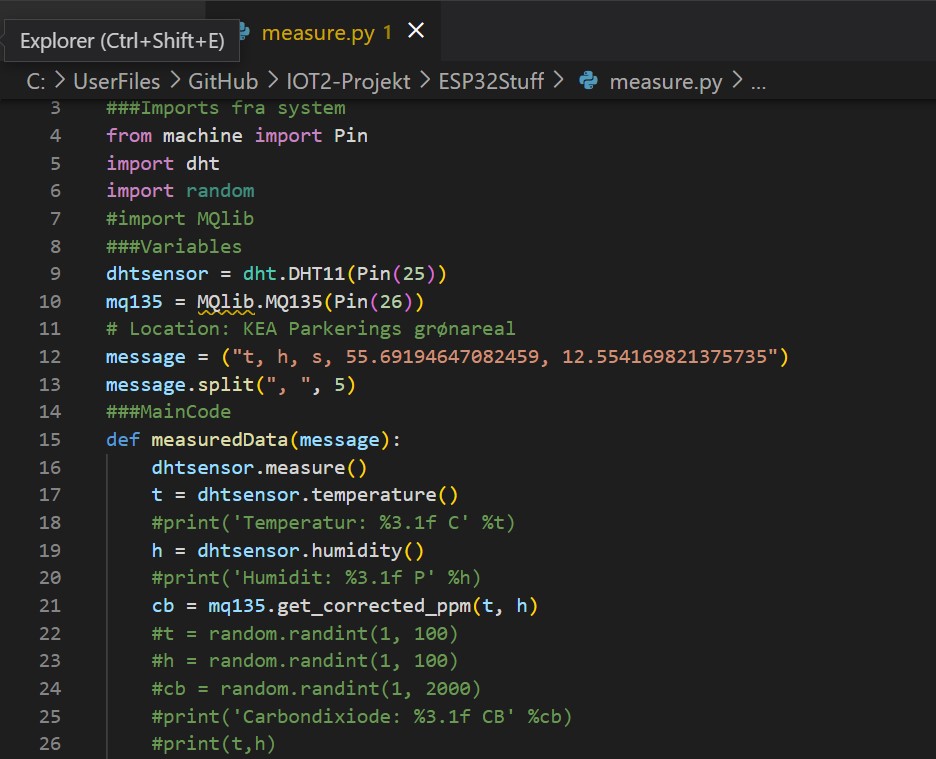 measure.py 1
Explorer (Ctrl+Shift+E)
C: > UserFiles > GitHub > IOT2-Projekt > ESP32Stuff > measure.py > ...
3 ###Imports fra system
4 from machine import Pin
5 import dht
6 import random
7 #import MQlib
8 ###Variables
9 dhtsensor = dht.DHT11(Pin(25))
10 mq135 = MQlib.MQ135(Pin(26))
11 # Location: KEA Parkerings grønareal
12 message = ("t, h, s, 55.69194647082459, 12.554169821375735")
13 message.split(", ", 5)
14 ###MainCode
15 def measuredData(message):
16 dhtsensor.measure()
17 t = dhtsensor.temperature()
18 #print('Temperatur: %3.1f C' %t)
19 h = dhtsensor.humidity()
20 #print('Humidit: %3.1f P' %h)
21 cb = mq135.get_corrected_ppm(t, h)
22 #t = random.randint(1, 100)
23 #h = random.randint(1, 100)
24 #cb = random.randint(1, 2000)
25 #print('Carbondixiode: %3.1f CB' %cb)
26 #print(t,h)